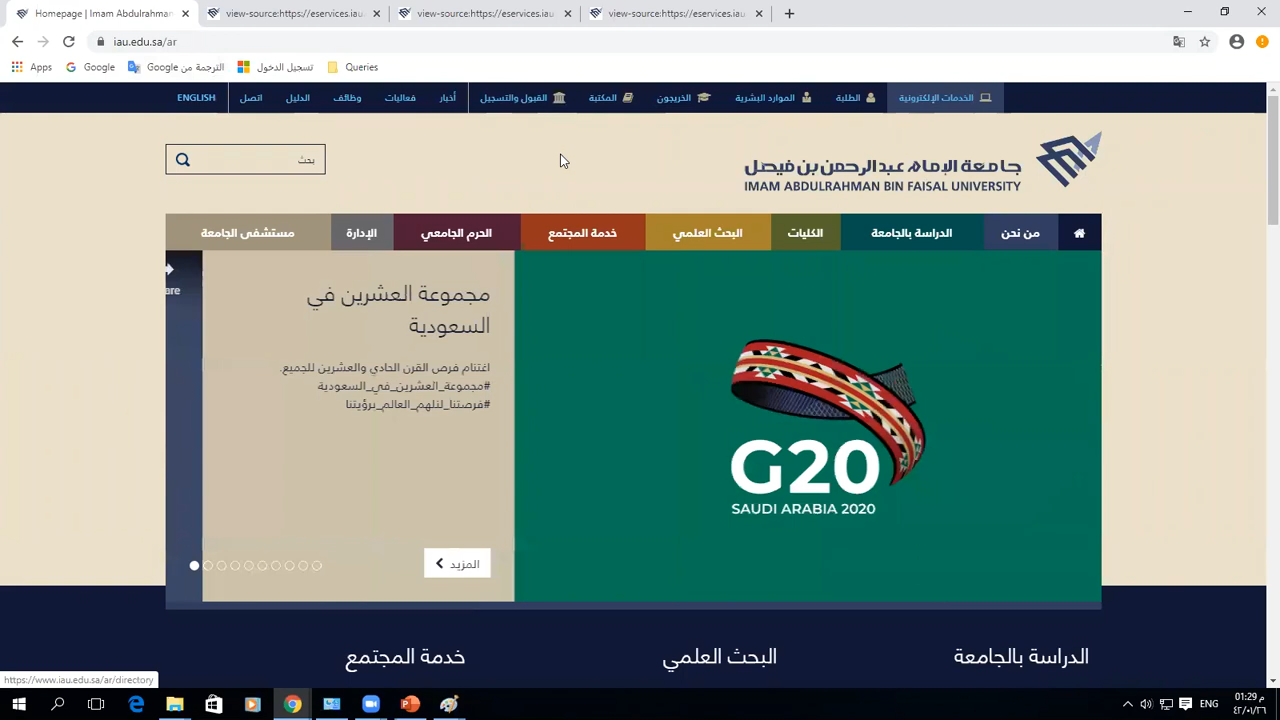 Homepage | Imam Abdulrahman
view-source:https://eservices.iau.
view-source:https://eservices.iau.
view-source:https://eservices.iau.
iau.edu.sa/ar
Apps
Google
الترجمة من Google
تسجيل الدخول
Queries
الخدمات الإلكترونية
الطلبة
الموارد البشرية
الخريجون
المكتبة
القبول والتسجيل
أخبار
فعاليات
وظائف
الدليل
اتصل
ENGLISH
بحث
جامعة الإمام عبدالرحمن بن فيصل
IMAM ABDULRAHMAN BIN FAISAL UNIVERSITY
من نحن
الدراسة بالجامعة
الكليات
البحث العلمي
خدمة المجتمع
الحرم الجامعي
الإدارة
مستشفى الجامعة
are
مجموعة العشرين في
السعودية
اغتنام فرص القرن الحادي والعشرين للجميع.
#مجموعة_العشرين_في_السعودية
#فرصتنا_لنلهم_العالم_برؤيتنا
المزيد
G20
SAUDI ARABIA 2020
الدراسة بالجامعة
البحث العلمي
خدمة المجتمع
https://www.iau.edu.sa/ar/directory
ENG
01:29 م
٤٢/٠١/٢٦